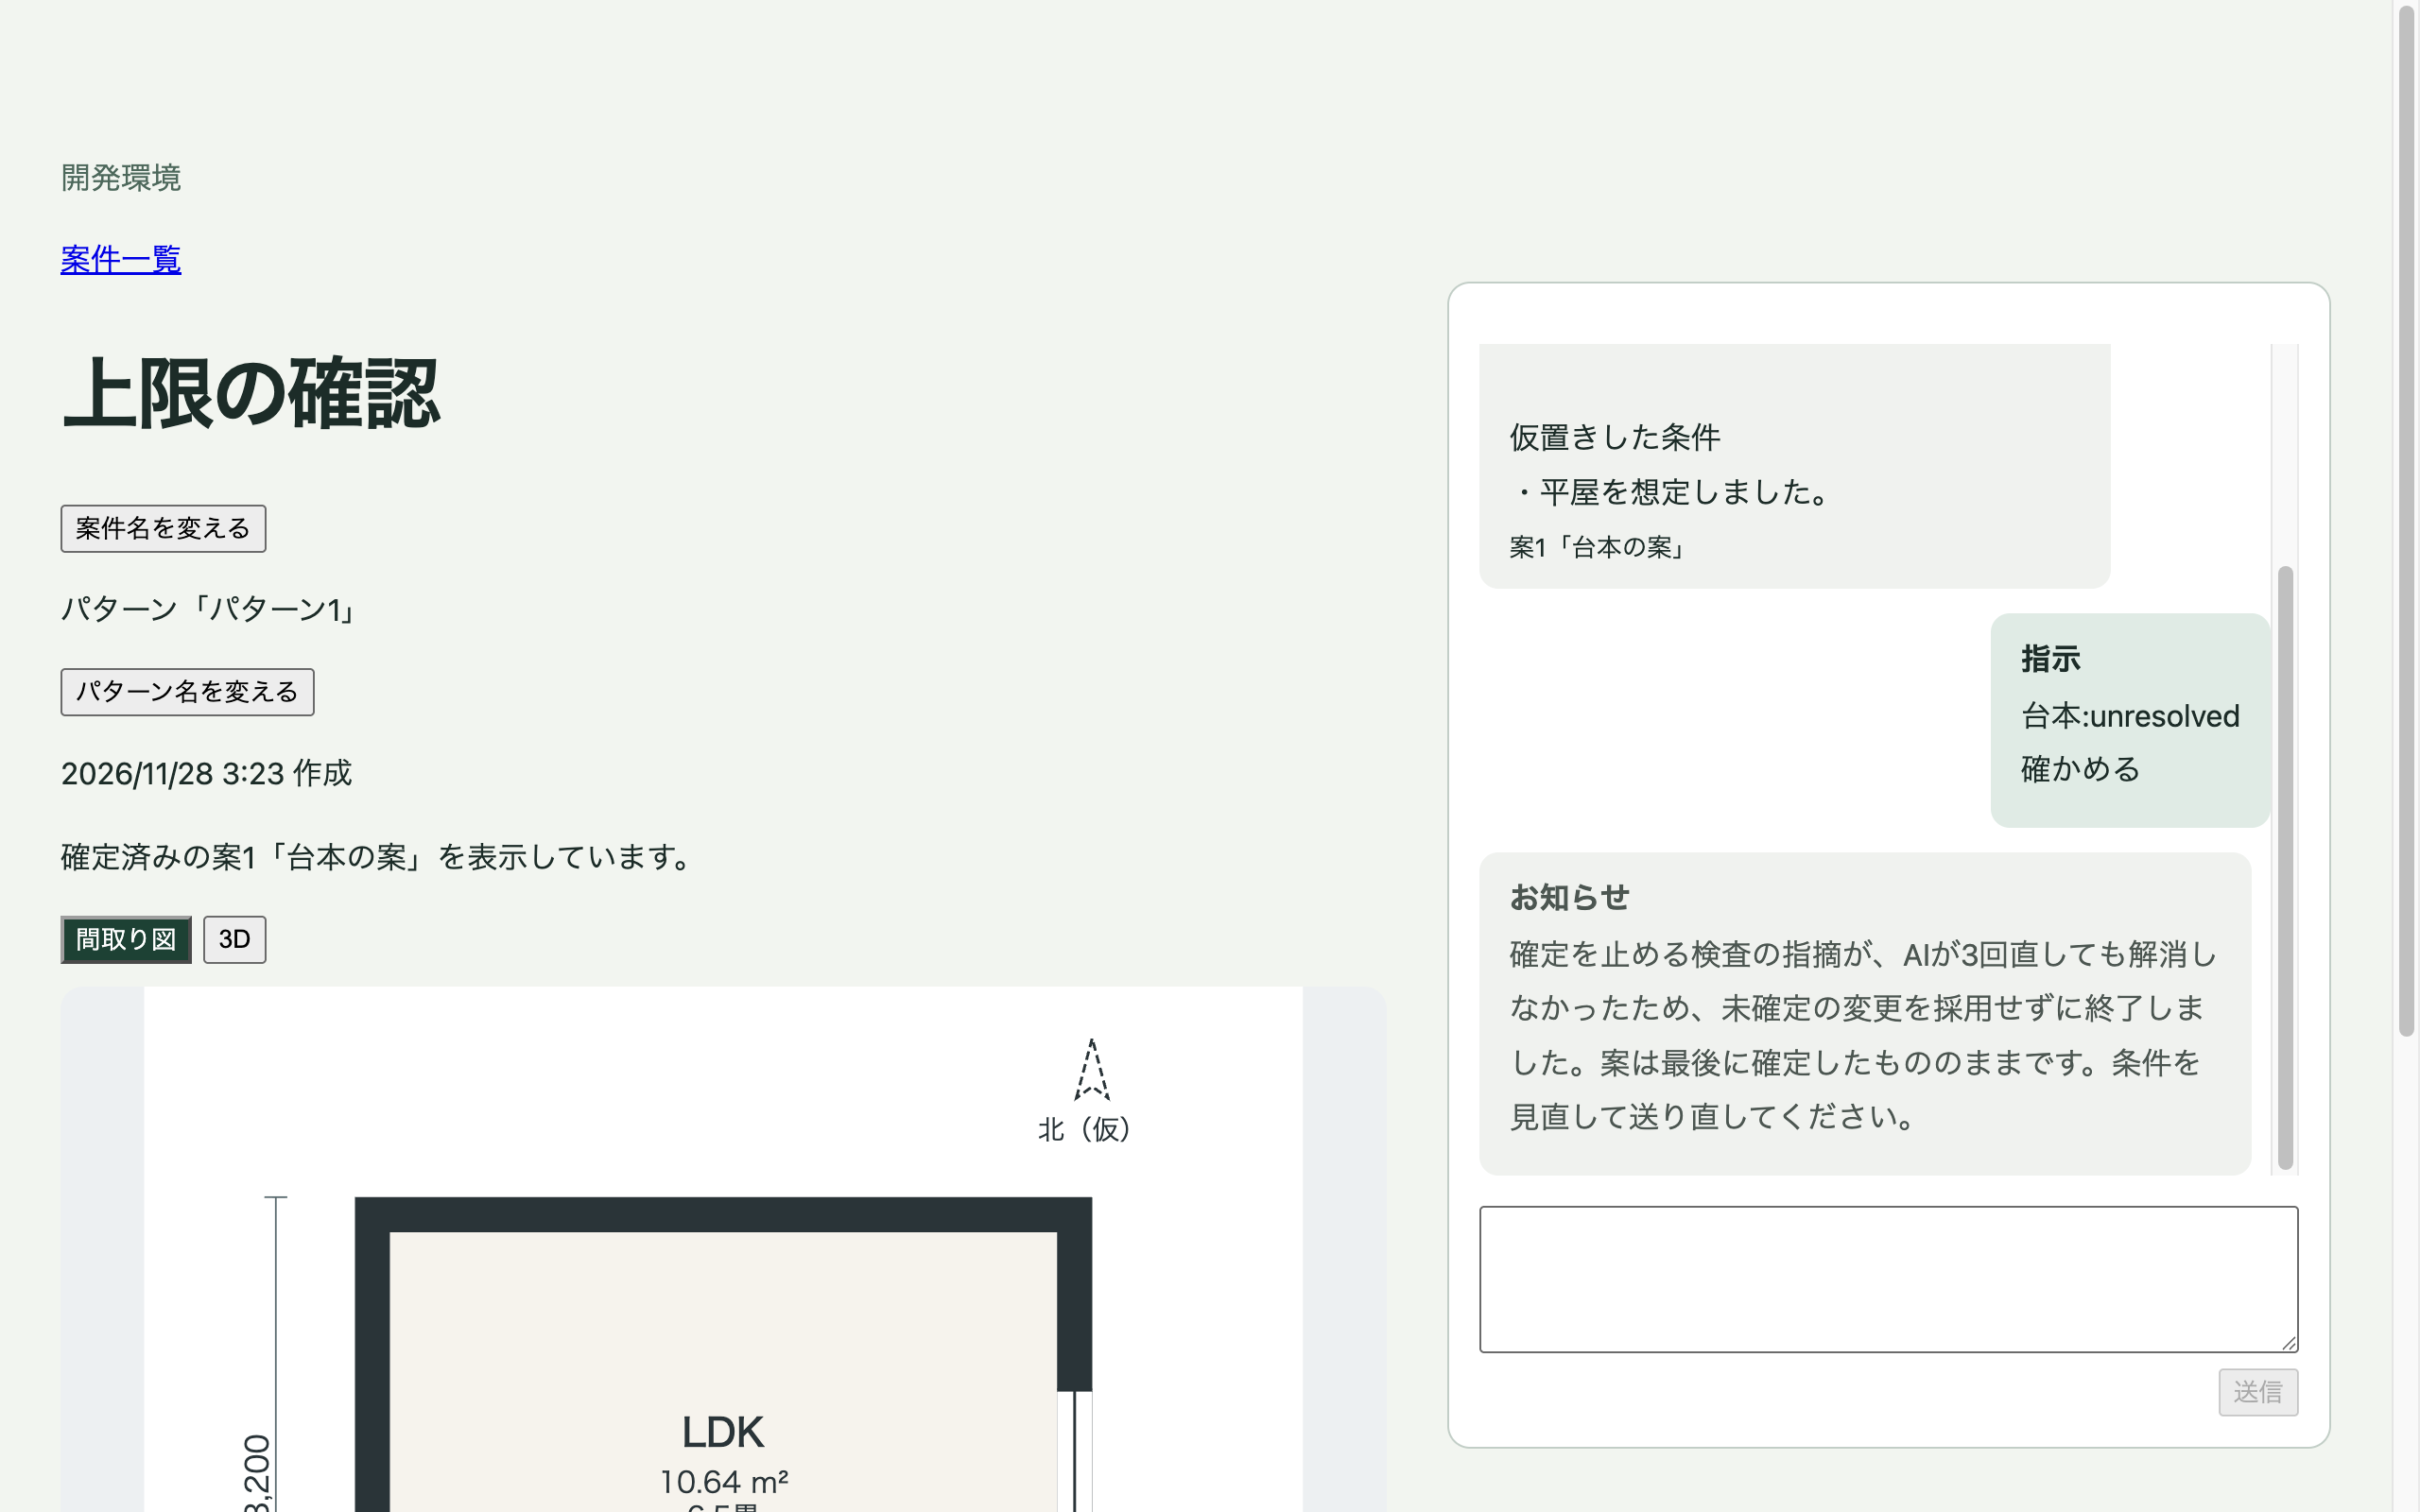 開発環境
案件一覧
上限の確認
案件名を変える
パターン「パターン1」
パターン名を変える
2026/11/28 3:23 作成
確定済みの案1「台本の案」を表示しています。
間取り図 3D
北（仮）
LDK
10.64 m²
仮置きした条件
・平屋を想定しました。
案1「台本の案」
指示
台本:unresolved
確かめる
お知らせ
確定を止める検査の指摘が、AIが3回直しても解消し
なかったため、未確定の変更を採用せずに終了しま
した。案は最後に確定したもののままです。条件を
見直して送り直してください。
送信